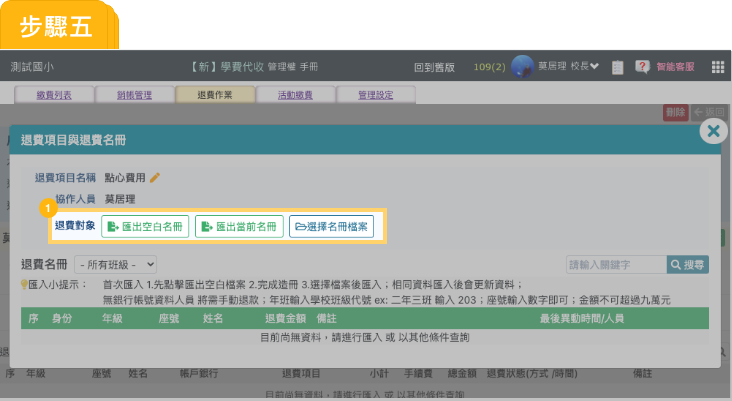 步驟五
測試國小 【新】學費代收 管理權 手冊 回到舊版 109(2) 莫居理 校長 智能客服
繳費列表 銷帳管理 退費作業 活動繳費 管理設定
刪除 返回
退費項目與退費名冊
退費項目名稱 點心費用
協作人員 莫居理
1
退費對象 匯出空白名冊 匯出當前名冊 選擇名冊檔案
退費名冊 - 所有班級 - 請輸入關鍵字 搜尋
匯入小提示： 首次匯入 1.先點擊匯出空白檔案 2.完成造冊 3.選擇檔案後匯入；相同資料匯入後會更新資料；
無銀行帳號資料人員 將需手動退款；年班輸入學校班級代號 ex: 二年三班 輸入 203；座號輸入數字即可；金額不可超過九萬元
序 身份 年級 座號 姓名 退費金額 備註 最後異動時間/人員
目前尚無資料，請進行匯入 或 以其他條件查詢
序 年級 座號 姓名 帳戶銀行 退費項目 小計 手續費 總金額 退費狀態(方式 /時間) 備註
目前尚無資料，請進行匯入 或 以其他條件查詢